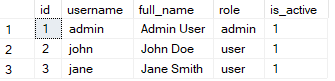 id username full_name role is_active
1 1 admin Admin User admin 1
2 2 john John Doe user 1
3 3 jane Jane Smith user 1